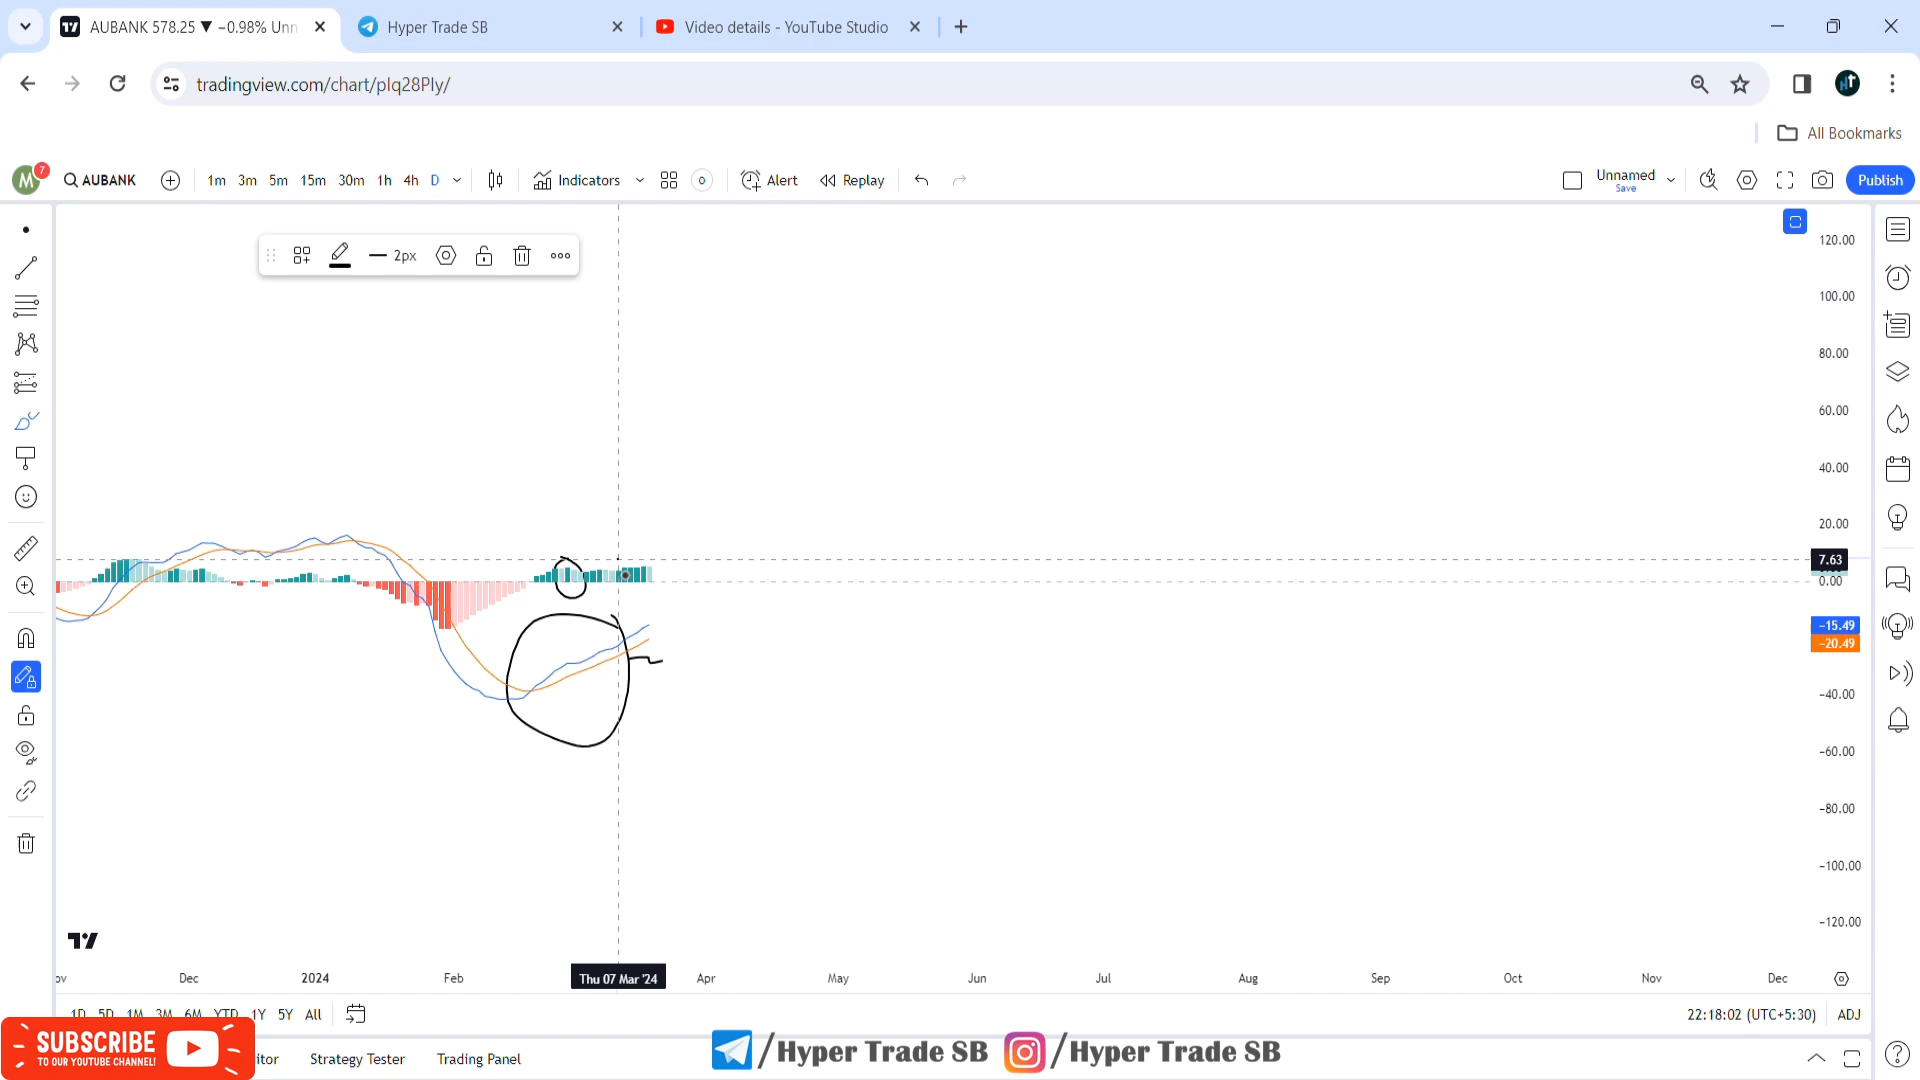 AUBANK 578.25 ▼ −0.98% Unn
Hyper Trade SB
Video details - YouTube Studio
tradingview.com/chart/pIq28PIy/
All Bookmarks
M 7
AUBANK
1m 3m 5m 15m 30m 1h 4h D
Indicators
Alert
Replay
Unnamed
Save
Publish
2px
120.00
100.00
80.00
60.00
40.00
20.00
7.63
0.00
−15.49
−20.49
−40.00
−60.00
−80.00
−100.00
−120.00
ov Dec 2024 Feb Thu 07 Mar '24 Apr May Jun Jul Aug Sep Oct Nov Dec
1D 5D 1M 3M 6M YTD 1Y 5Y All
22:18:02 (UTC+5:30) ADJ
SUBSCRIBE
TO OUR YOUTUBE CHANNEL!
itor Strategy Tester Trading Panel
/Hyper Trade SB /Hyper Trade SB